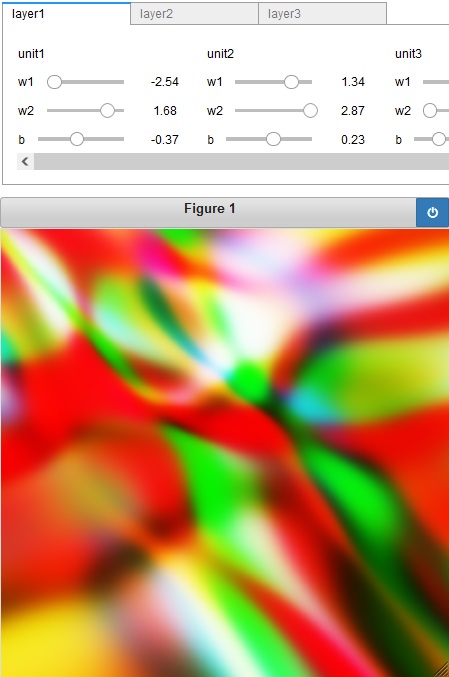 layer1 layer2 layer3
unit1 unit2 unit3
w1 -2.54 w1 1.34 w1
w2 1.68 w2 2.87 w2
b -0.37 b 0.23 b
Figure 1